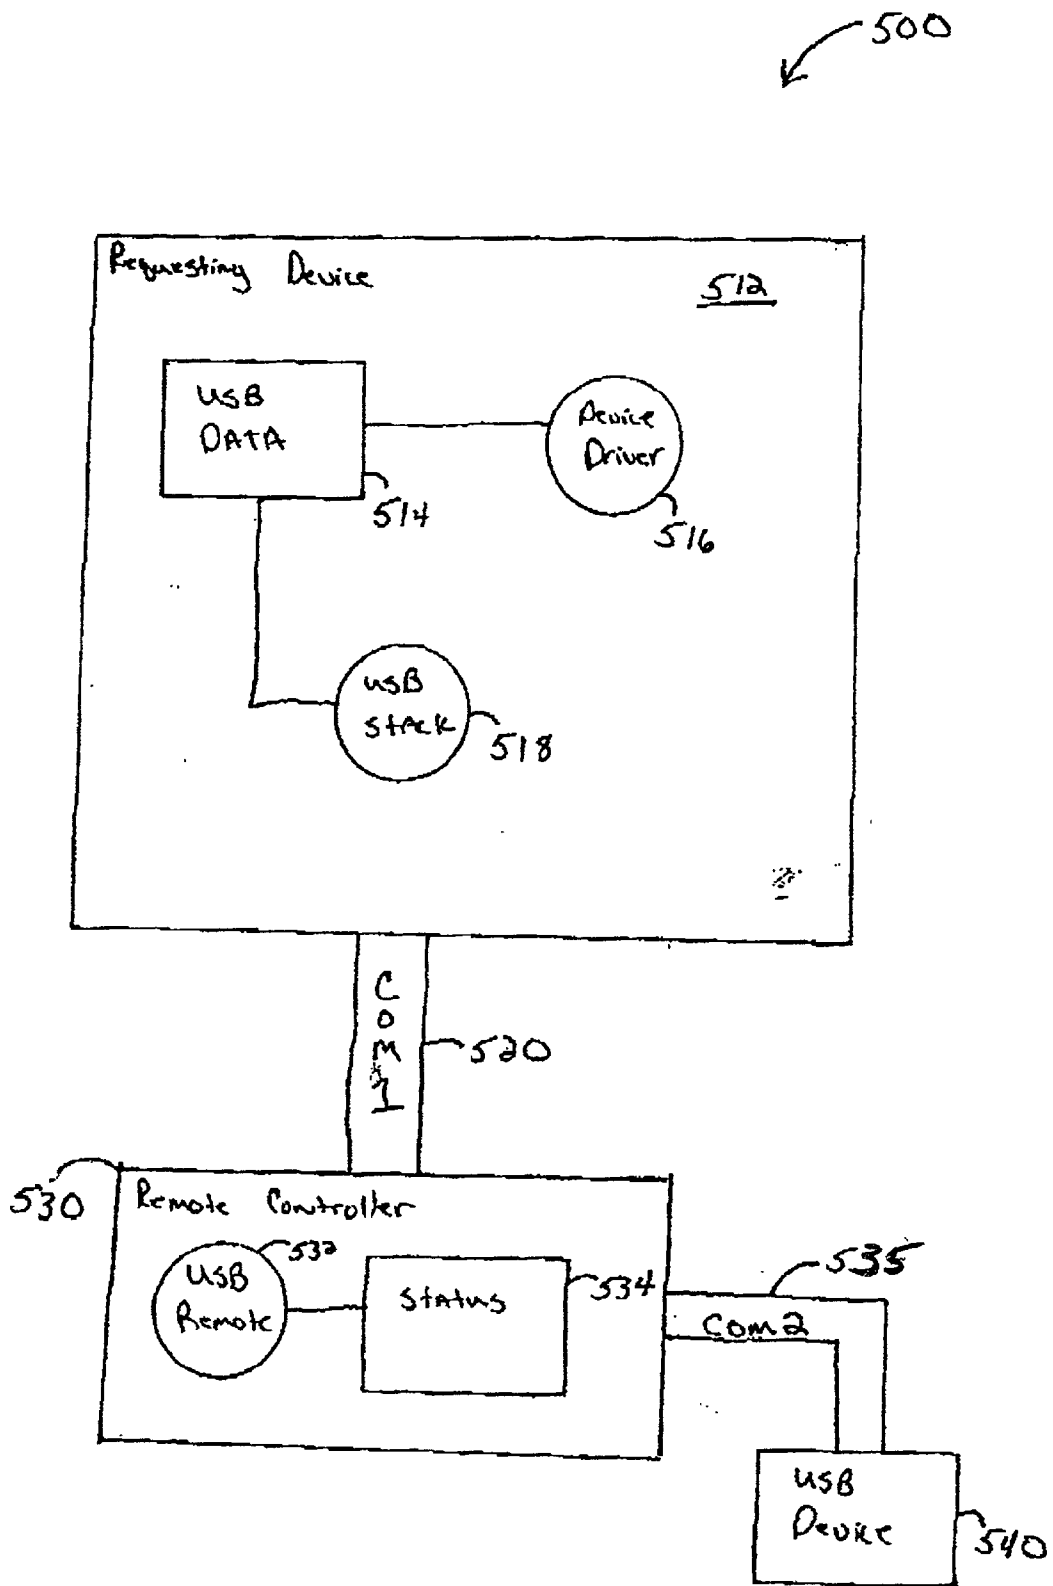 500
Requesting Device
512
USB
DATA
514
Device
Driver
516
USB
Stack
518
COM1
520
530
Remote Controller
USB
Remote
532
Status
534
535
Com2
USB
Device
540